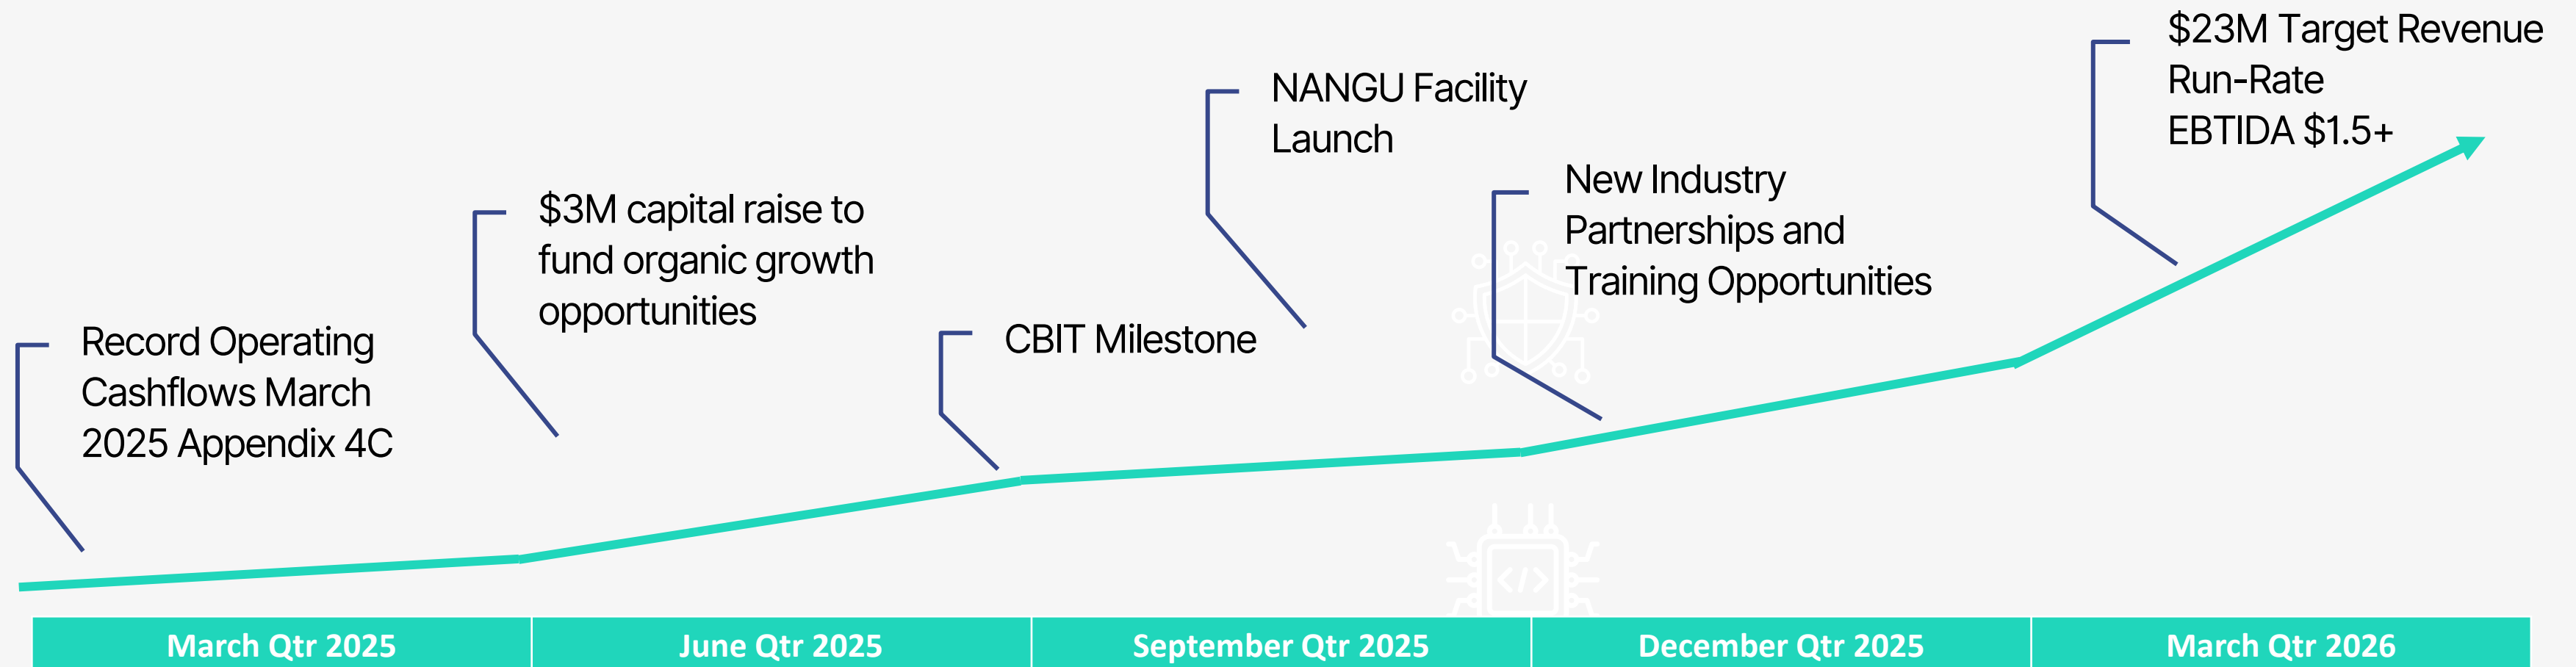 Record Operating
Cashflows March
2025 Appendix 4C
$3M capital raise to
fund organic growth
opportunities
CBIT Milestone
NANGU Facility
Launch
New Industry
Partnerships and
Training Opportunities
$23M Target Revenue
Run-Rate
EBTIDA $1.5+
</>
March Qtr 2025
June Qtr 2025
September Qtr 2025
December Qtr 2025
March Qtr 2026